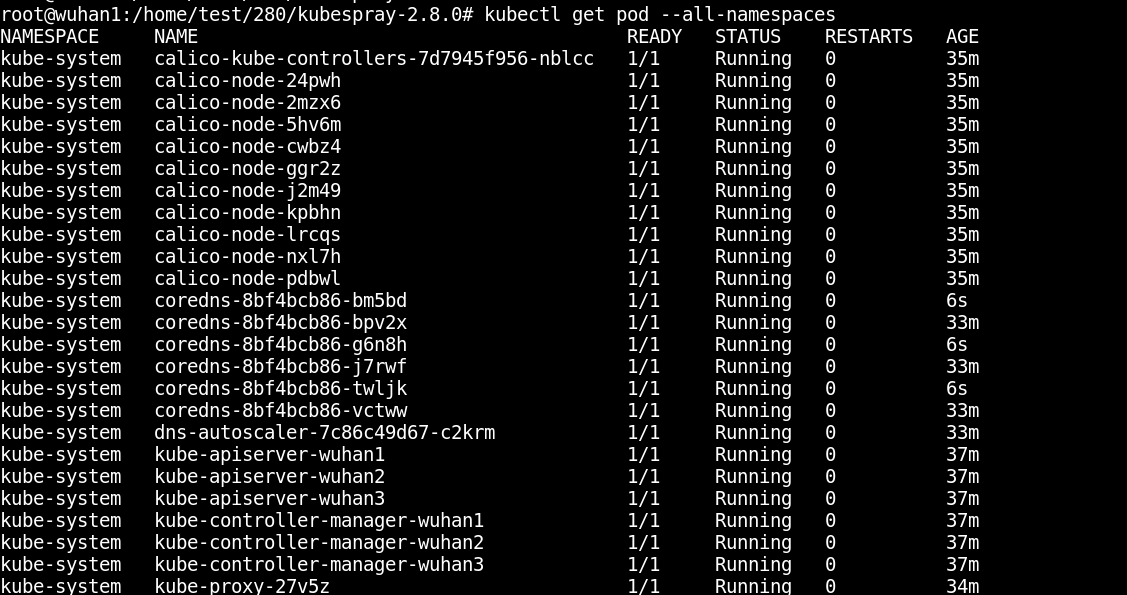 root@wuhan1:/home/test/280/kubespray-2.8.0# kubectl get pod --all-namespaces
NAMESPACE NAME READY STATUS RESTARTS AGE
kube-system calico-kube-controllers-7d7945f956-nblcc 1/1 Running 0 35m
kube-system calico-node-24pwh 1/1 Running 0 35m
kube-system calico-node-2mzx6 1/1 Running 0 35m
kube-system calico-node-5hv6m 1/1 Running 0 35m
kube-system calico-node-cwbz4 1/1 Running 0 35m
kube-system calico-node-ggr2z 1/1 Running 0 35m
kube-system calico-node-j2m49 1/1 Running 0 35m
kube-system calico-node-kpbhn 1/1 Running 0 35m
kube-system calico-node-lrcqs 1/1 Running 0 35m
kube-system calico-node-nxl7h 1/1 Running 0 35m
kube-system calico-node-pdbwl 1/1 Running 0 35m
kube-system coredns-8bf4bcb86-bm5bd 1/1 Running 0 6s
kube-system coredns-8bf4bcb86-bpv2x 1/1 Running 0 33m
kube-system coredns-8bf4bcb86-g6n8h 1/1 Running 0 6s
kube-system coredns-8bf4bcb86-j7rwf 1/1 Running 0 33m
kube-system coredns-8bf4bcb86-twljk 1/1 Running 0 6s
kube-system coredns-8bf4bcb86-vctww 1/1 Running 0 33m
kube-system dns-autoscaler-7c86c49d67-c2krm 1/1 Running 0 33m
kube-system kube-apiserver-wuhan1 1/1 Running 0 37m
kube-system kube-apiserver-wuhan2 1/1 Running 0 37m
kube-system kube-apiserver-wuhan3 1/1 Running 0 37m
kube-system kube-controller-manager-wuhan1 1/1 Running 0 37m
kube-system kube-controller-manager-wuhan2 1/1 Running 0 37m
kube-system kube-controller-manager-wuhan3 1/1 Running 0 37m
kube-system kube-proxy-27v5z 1/1 Running 0 34m